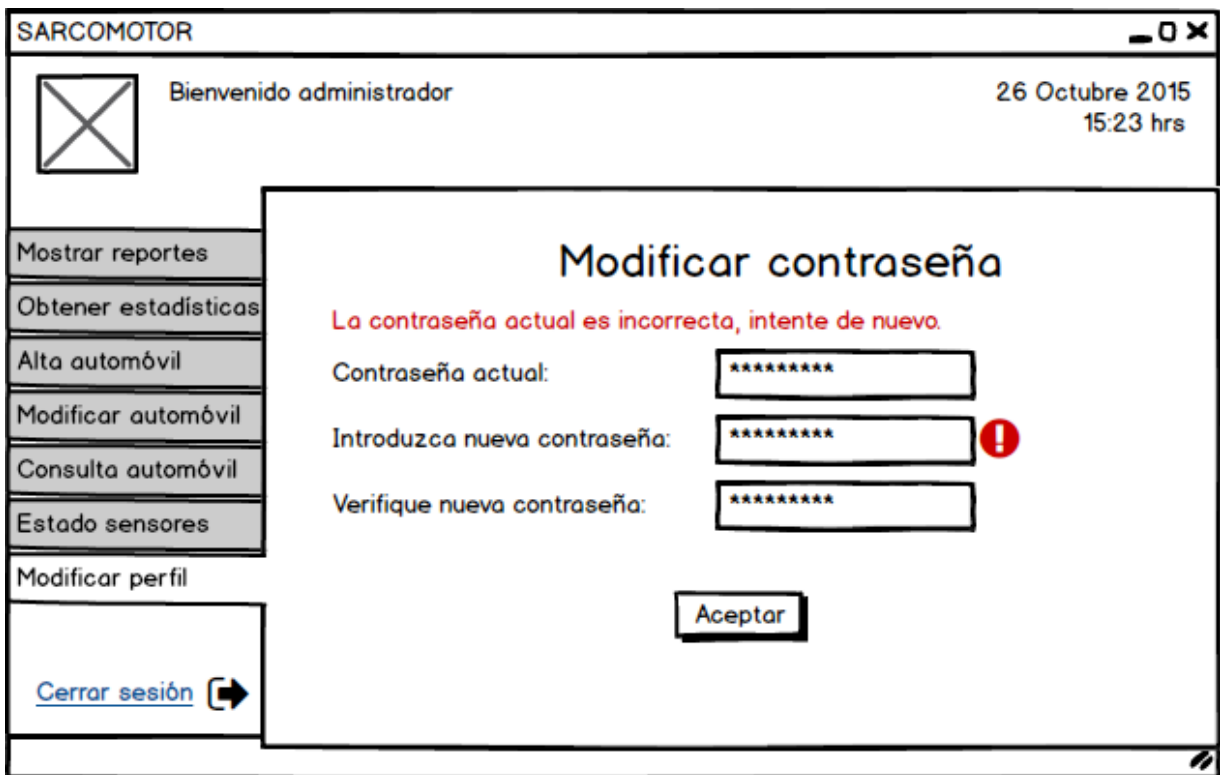 SARCOMOTOR
Bienvenido administrador
26 Octubre 2015
15:23 hrs
Mostrar reportes
Obtener estadísticas
Alta automóvil
Modificar automóvil
Consulta automóvil
Estado sensores
Modificar perfil
Cerrar sesión
Modificar contraseña
La contraseña actual es incorrecta, intente de nuevo.
Contraseña actual: *********
Introduzca nueva contraseña: *********
Verifique nueva contraseña: *********
Aceptar